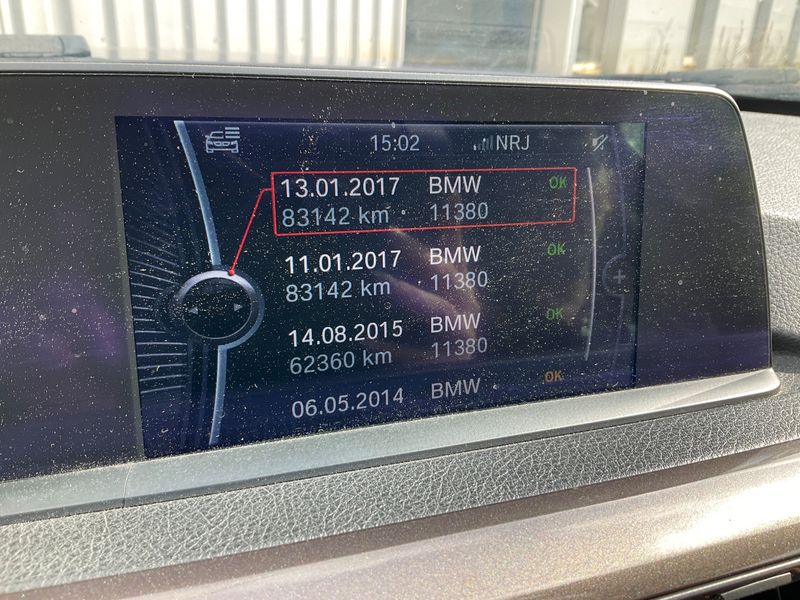 15:02 NRJ
13.01.2017 BMW OK
83142 km 11380
11.01.2017 BMW OK
83142 km 11380
14.08.2015 BMW OK
62360 km 11380
06.05.2014 BMW OK